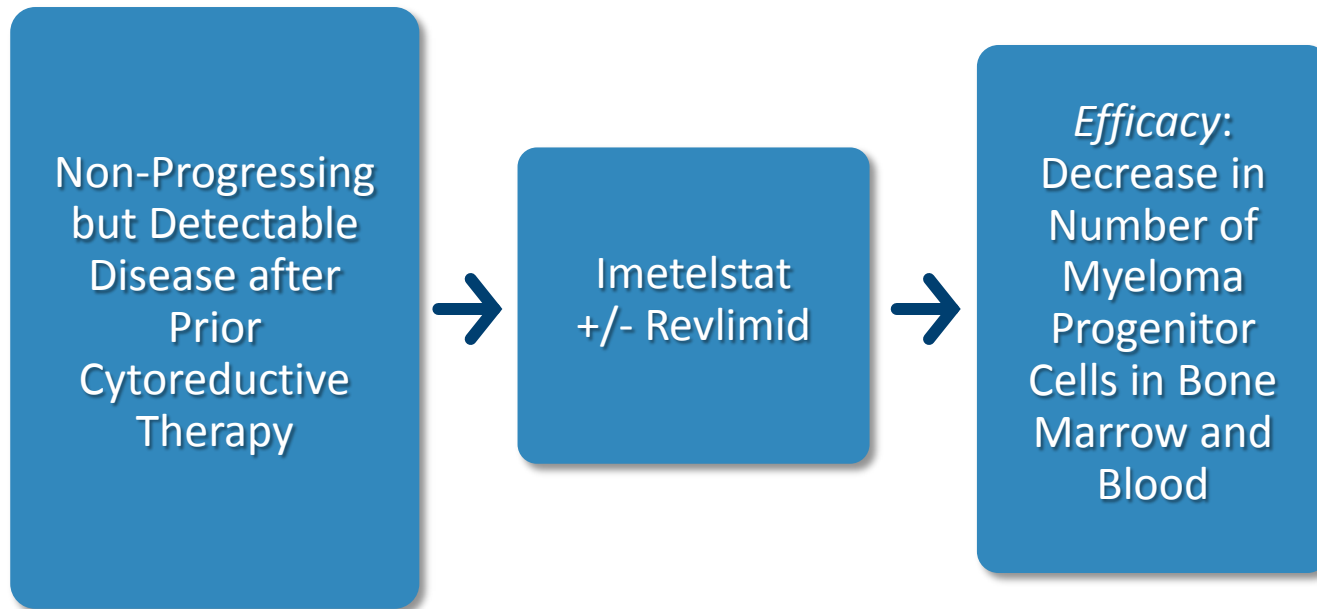 Non-Progressing
but Detectable
Disease after
Prior
Cytoreductive
Therapy
Imetelstat
+/- Revlimid
Efficacy:
Decrease in
Number of
Myeloma
Progenitor
Cells in Bone
Marrow and
Blood